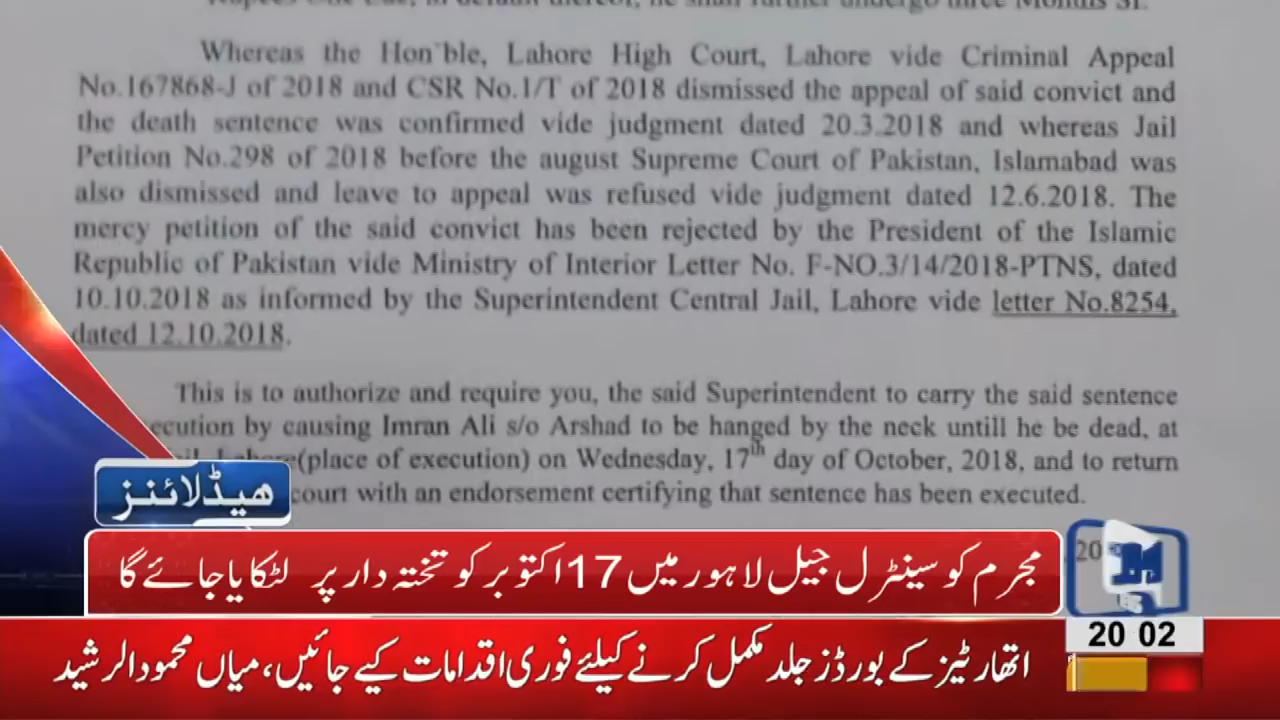 Whereas the Hon`ble, Lahore High Court, Lahore vide Criminal Appeal
No.167868-J of 2018 and CSR No.1/T of 2018 dismissed the appeal of said convict and
the death sentence was confirmed vide judgment dated 20.3.2018 and whereas Jail
Petition No.298 of 2018 before the august Supreme Court of Pakistan, Islamabad was
also dismissed and leave to appeal was refused vide judgment dated 12.6.2018. The
mercy petition of the said convict has been rejected by the President of the Islamic
Republic of Pakistan vide Ministry of Interior Letter No. F-NO.3/14/2018-PTNS, dated
10.10.2018 as informed by the Superintendent Central Jail, Lahore vide letter No.8254,
dated 12.10.2018.
This is to authorize and require you, the said Superintendent to carry the said sentence
by causing Imran Ali s/o Arshad to be hanged by the neck untill he be dead, at
(place of execution) on Wednesday, 17th day of October, 2018, and to return
court with an endorsement certifying that sentence has been executed.
ہیڈلائنز
مجرم کو سینٹرل جیل لاہور میں 17 اکتوبر کو تختہ دار پر لٹکایا جائے گا
20 02
اتھارٹیز کے بورڈز جلد مکمل کرنے کیلئے فوری اقدامات کیے جائیں، میاں محمودالرشید